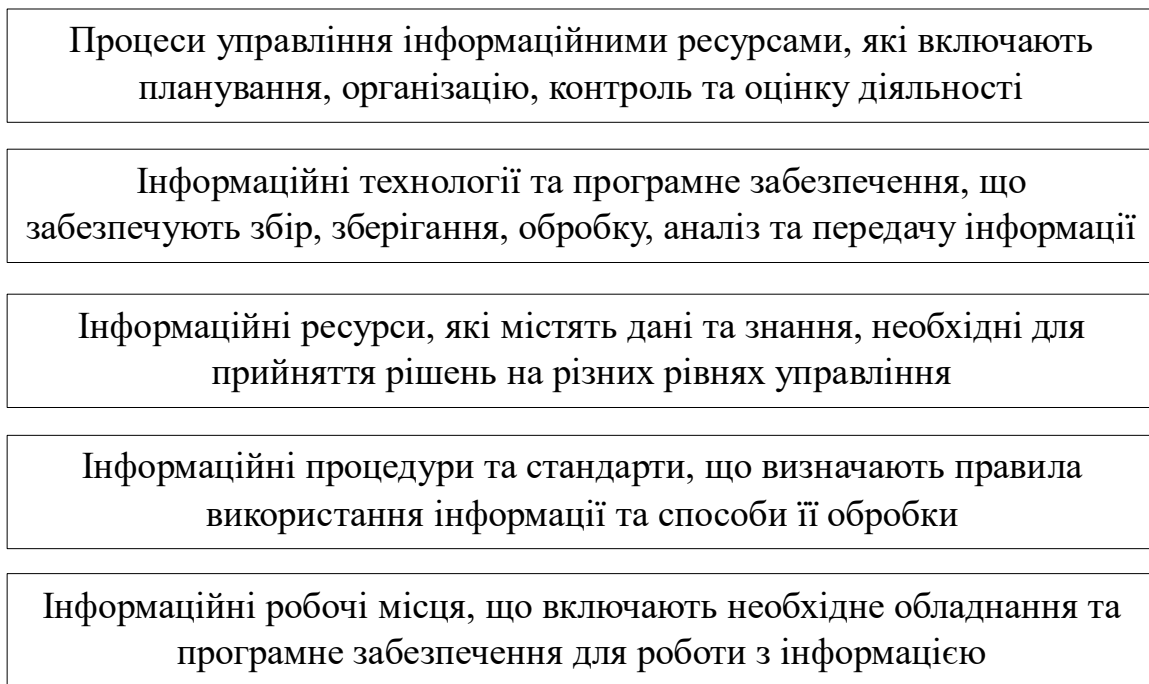 Процеси управління інформаційними ресурсами, які включають
планування, організацію, контроль та оцінку діяльності
Інформаційні технології та програмне забезпечення, що
забезпечують збір, зберігання, обробку, аналіз та передачу інформації
Інформаційні ресурси, які містять дані та знання, необхідні для
прийняття рішень на різних рівнях управління
Інформаційні процедури та стандарти, що визначають правила
використання інформації та способи її обробки
Інформаційні робочі місця, що включають необхідне обладнання та
програмне забезпечення для роботи з інформацією